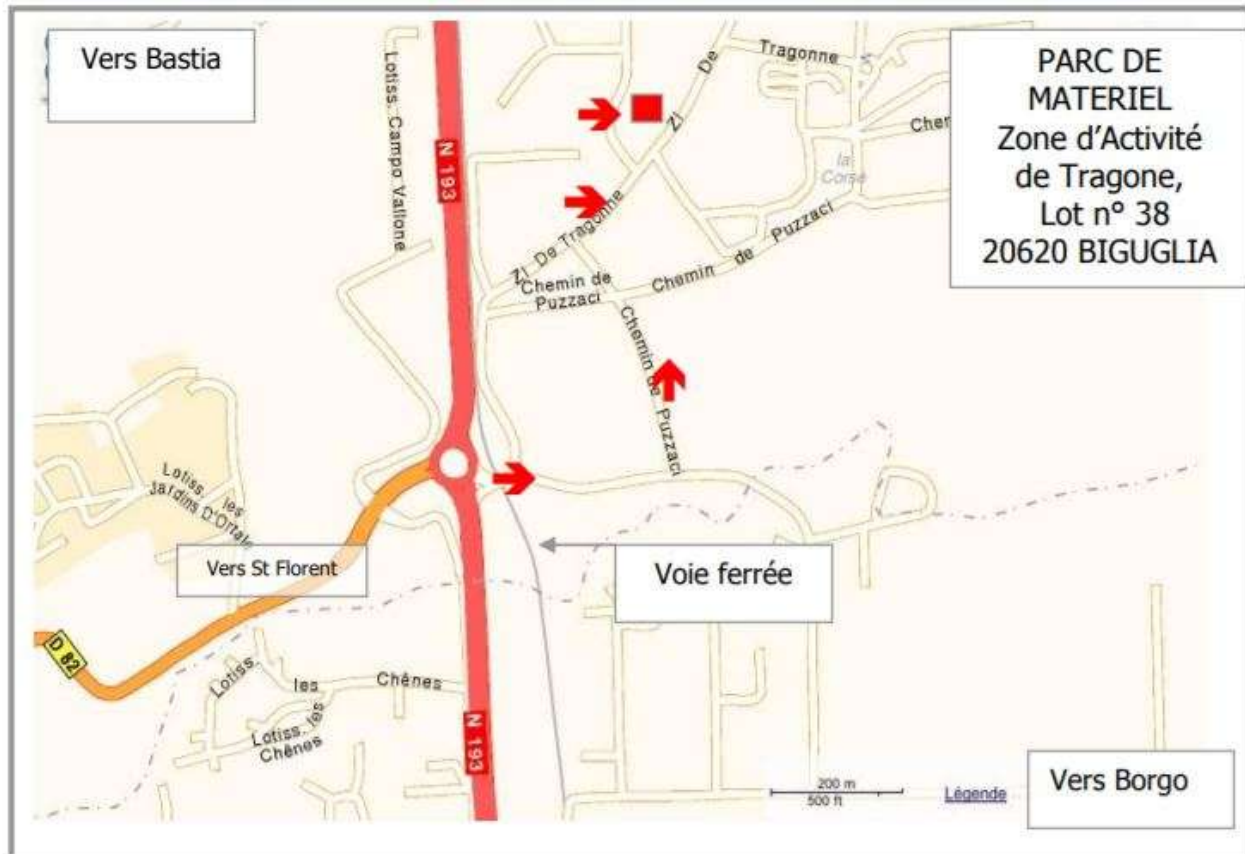 Vers Bastia
PARC DE
MATERIEL
Zone d'Activité
de Tragone,
Lot n° 38
20620 BIGUGLIA
Lotiss. Campo Vallone
N 193
De
Tragonne
ZI
Cher
la
Corse
ZI De Tragonne
Chemin de
Puzzaci
Chemin de Puzzaci
Chemin de Puzzaci
Lotiss. les
Jardins D'Ortale
Vers St Florent
Voie ferrée
D 82
Lotiss. les Chênes
Lotiss. les
Chênes
N 193
200 m
500 ft
Légende
Vers Borgo